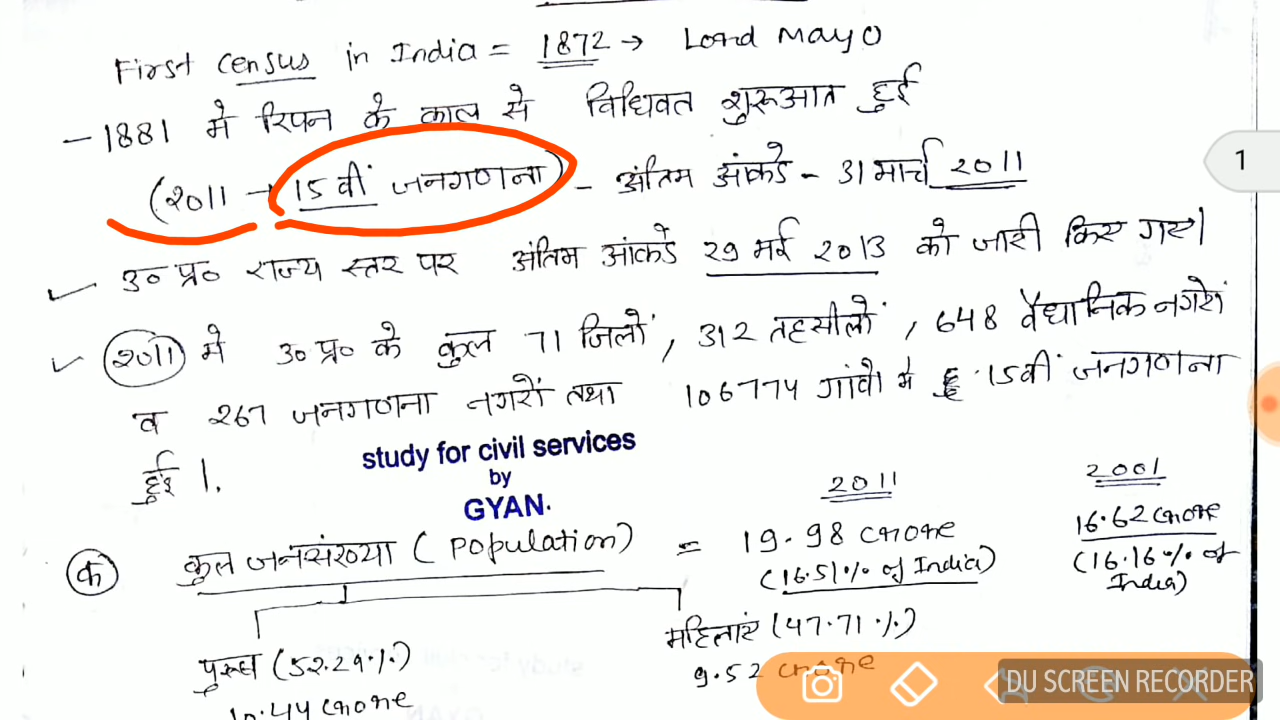 First Census in India = 1872 → Lord Mayo
- 1881 मे रिपन के काल से विधिवत शुरूआत हुई
(2011 → 15 वीं जनगणना) - अंतिम आंकडे - 31 मार्च 2011
उ० प्र० राज्य स्तर पर अंतिम आंकडे 29 मई 2013 को जारी किए गए।
2011 मे उ० प्र० के कुल 71 जिलों, 312 तहसीलों, 648 वैधानिक नगरों
व 267 जनगणना नगरों तथा 106774 गांवो मे 15वीं जनगणना
हुई।
study for civil services
by
GYAN.
2011 2001
क कुल जनसंख्या (Population) = 19.98 crore 16.62 crore
(16.51% of India) (16.16% of India)
पुरुष (52.29%) महिलाएं (47.71%)
10.44 crore 9.52 crore
1
DU SCREEN RECORDER